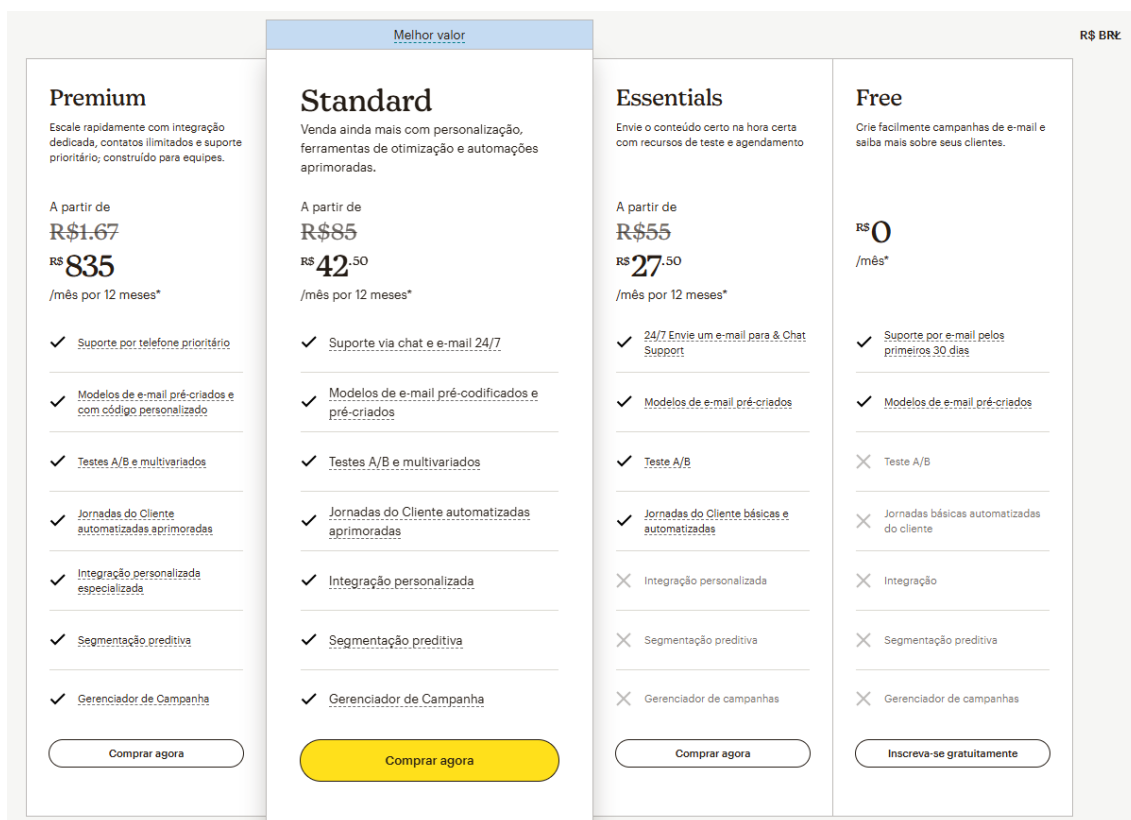 Melhor valor
R$ BRL
Premium
Escale rapidamente com integração
dedicada, contatos ilimitados e suporte
prioritário; construído para equipes.
A partir de
R$1.67
R$835
/mês por 12 meses*
Suporte por telefone prioritário
Modelos de e-mail pré-criados e
com código personalizado
Testes A/B e multivariados
Jornadas do Cliente
automatizadas aprimoradas
Integração personalizada
especializada
Segmentação preditiva
Gerenciador de Campanha
Comprar agora
Standard
Venda ainda mais com personalização,
ferramentas de otimização e automações
aprimoradas.
A partir de
R$85
R$42.50
/mês por 12 meses*
Suporte via chat e e-mail 24/7
Modelos de e-mail pré-codificados e
pré-criados
Testes A/B e multivariados
Jornadas do Cliente automatizadas
aprimoradas
Integração personalizada
Segmentação preditiva
Gerenciador de Campanha
Comprar agora
Essentials
Envie o conteúdo certo na hora certa
com recursos de teste e agendamento
A partir de
R$55
R$27.50
/mês por 12 meses*
24/7 Envie um e-mail para & Chat
Support
Modelos de e-mail pré-criados
Teste A/B
Jornadas do Cliente básicas e
automatizadas
Integração personalizada
Segmentação preditiva
Gerenciador de campanhas
Comprar agora
Free
Crie facilmente campanhas de e-mail e
saiba mais sobre seus clientes.
R$0
/mês*
Suporte por e-mail pelos
primeiros 30 dias
Modelos de e-mail pré-criados
Teste A/B
Jornadas básicas automatizadas
do cliente
Integração
Segmentação preditiva
Gerenciador de campanhas
Inscreva-se gratuitamente